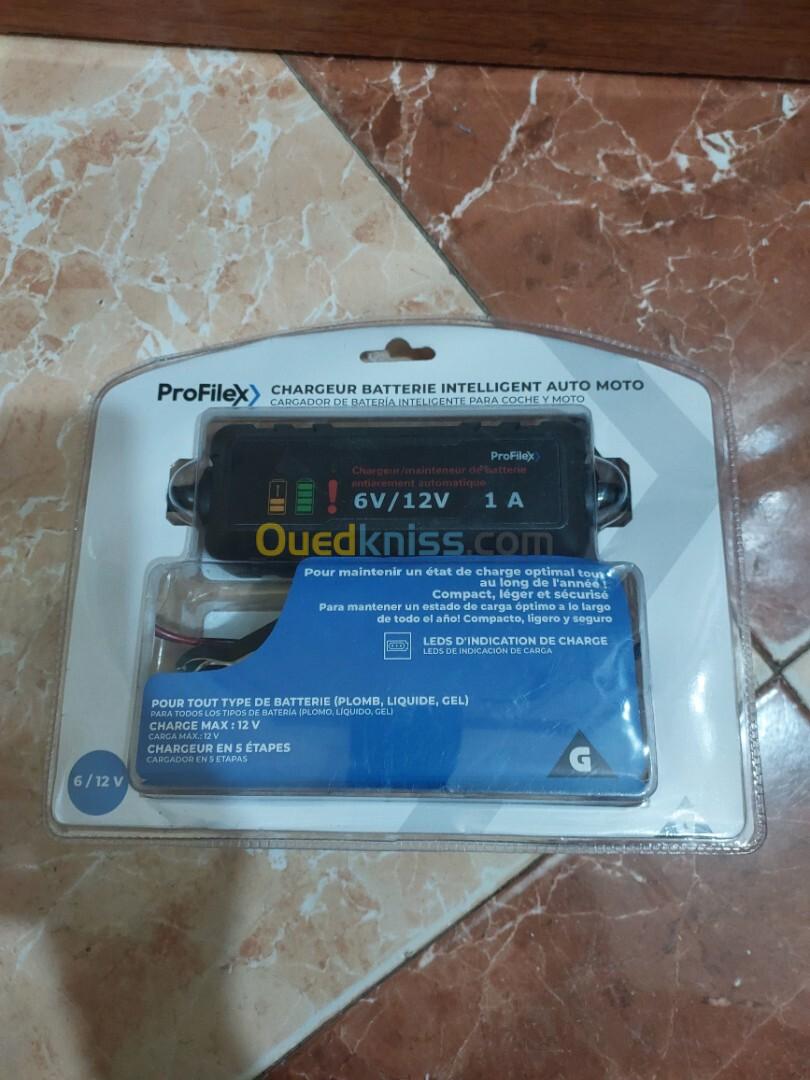 ProFilex
CHARGEUR BATTERIE INTELLIGENT AUTO MOTO
CARGADOR DE BATERÍA INTELIGENTE PARA COCHE Y MOTO
ProFilex
Chargeur/mainteneur de batterie
entièrement automatique
6V/12V 1 A
Ouedkniss.com
Pour maintenir un état de charge optimal tout
au long de l'année !
Compact, léger et sécurisé
Para mantener un estado de carga óptimo a lo largo
de todo el año! Compacto, ligero y seguro
LEDS D'INDICATION DE CHARGE
LEDS DE INDICACIÓN DE CARGA
POUR TOUT TYPE DE BATTERIE (PLOMB, LIQUIDE, GEL)
PARA TODOS LOS TIPOS DE BATERÍA (PLOMO, LÍQUIDO, GEL)
CHARGE MAX : 12 V
CARGA MAX.: 12 V
CHARGEUR EN 5 ÉTAPES
CARGADOR EN 5 ETAPAS
6 / 12 V
G